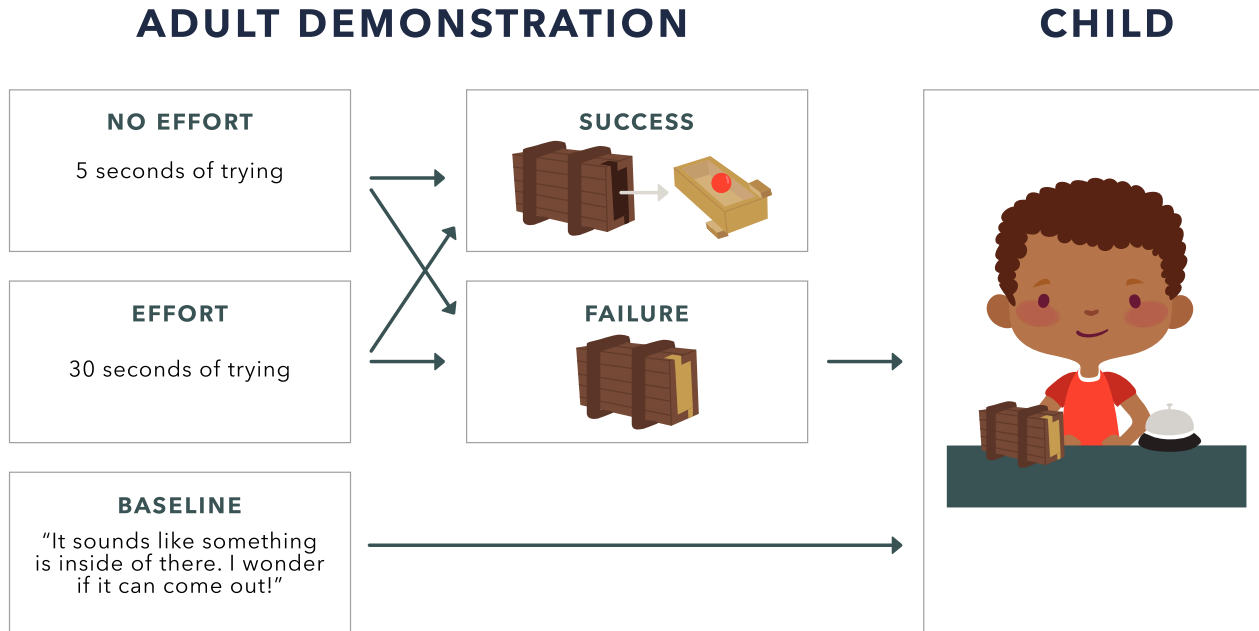 ADULT DEMONSTRATION
CHILD
NO EFFORT
5 seconds of trying
SUCCESS
EFFORT
30 seconds of trying
FAILURE
BASELINE
“It sounds like something
is inside of there. I wonder
if it can come out!”